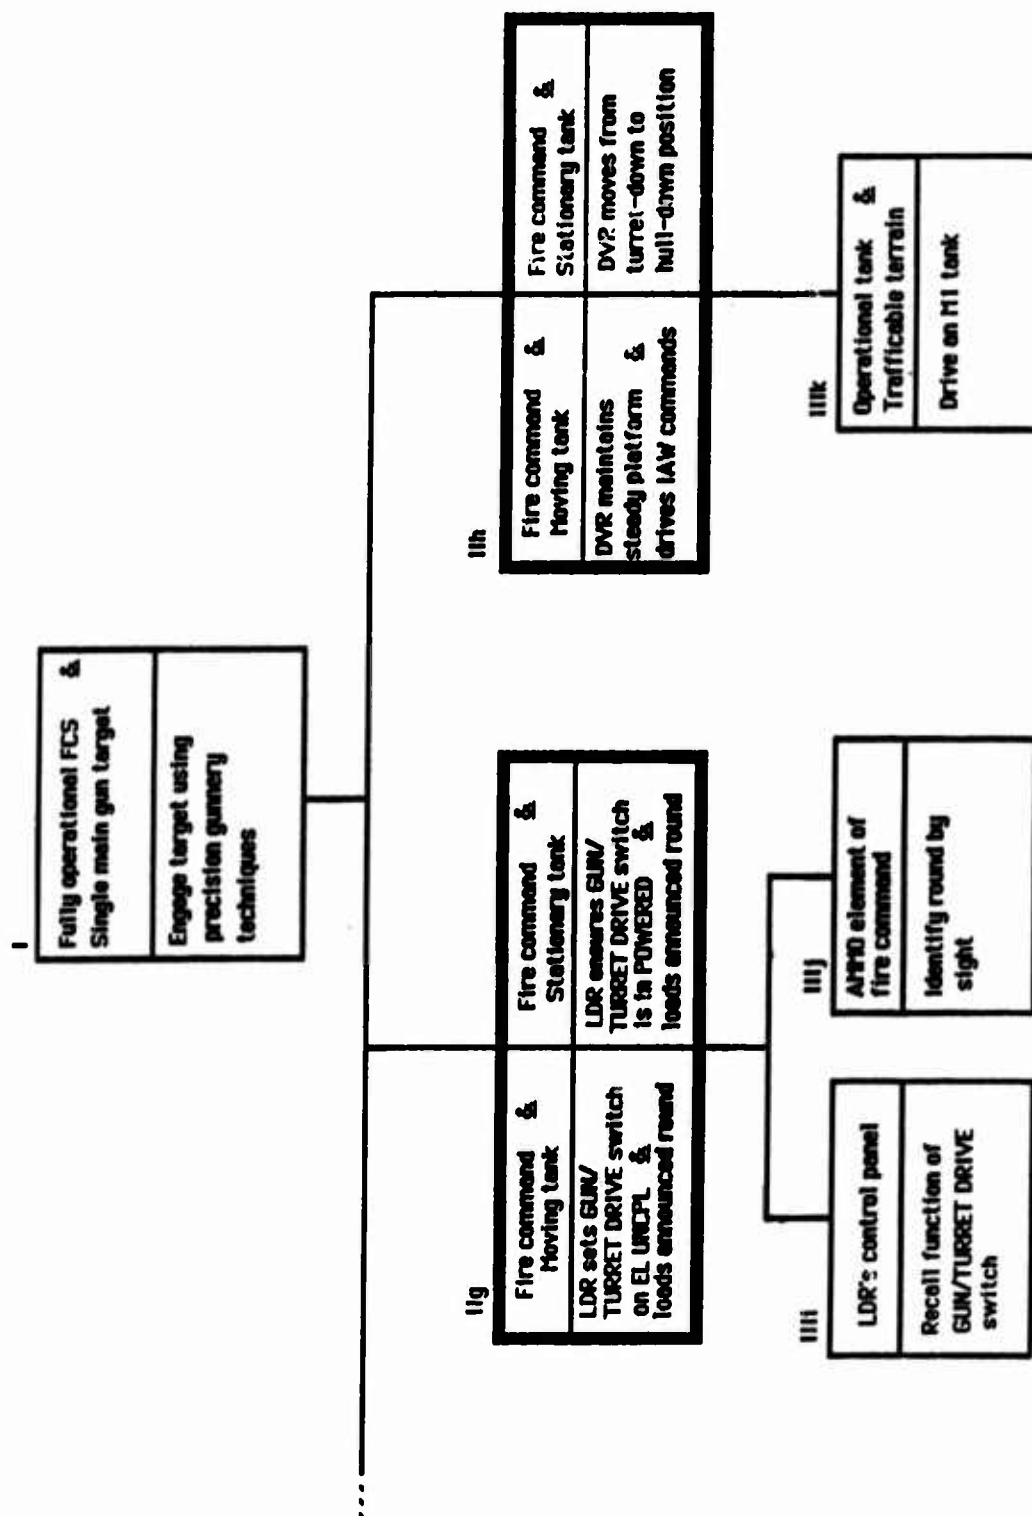 I
Fully operational FCS &
Single main gun target
Engage target using
precision gunnery
techniques
IIg
Fire command &
Moving tank
LDR sets GUN/
TURRET DRIVE switch
on EL UNCPL &
loads announced round
Fire command &
Stationary tank
LDR ensures GUN/
TURRET DRIVE switch
is in POWERED &
loads announced round
IIh
Fire command &
Moving tank
DVR maintains
steady platform &
drives IAW commands
Fire command &
Stationary tank
DVR moves from
turret-down to
hull-down position
IIIi
LDR's control panel
Recall function of
GUN/TURRET DRIVE
switch
IIIj
AMMO element of
fire command
Identify round by
sight
IIIk
Operational tank &
Trafficable terrain
Drive an M1 tank